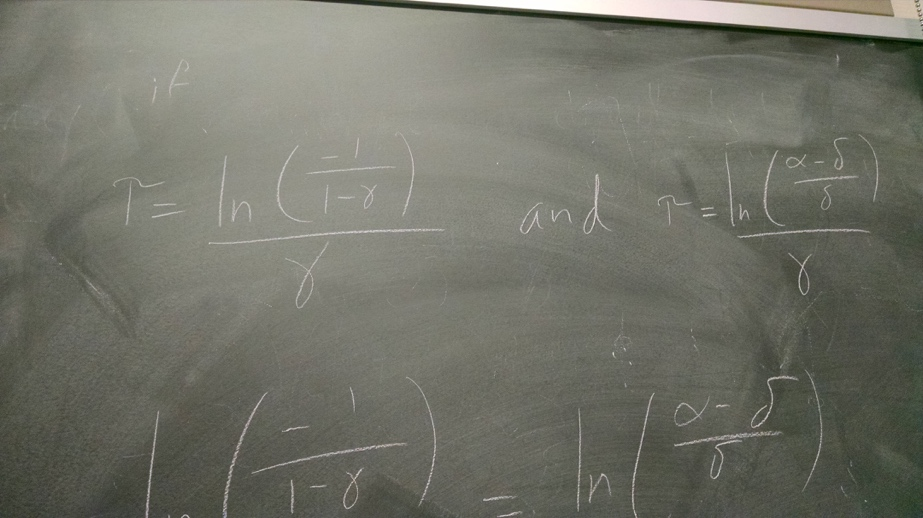 if
T = ln(-1/(1-γ))/γ and T = ln((α-δ)/δ)/γ
ln(-1/(1-γ)) = ln((α-δ)/δ)